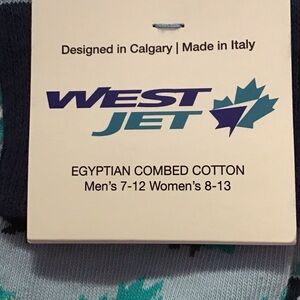 Designed in Calgary | Made in Italy
WEST
JET
EGYPTIAN COMBED COTTON
Men's 7-12 Women's 8-13